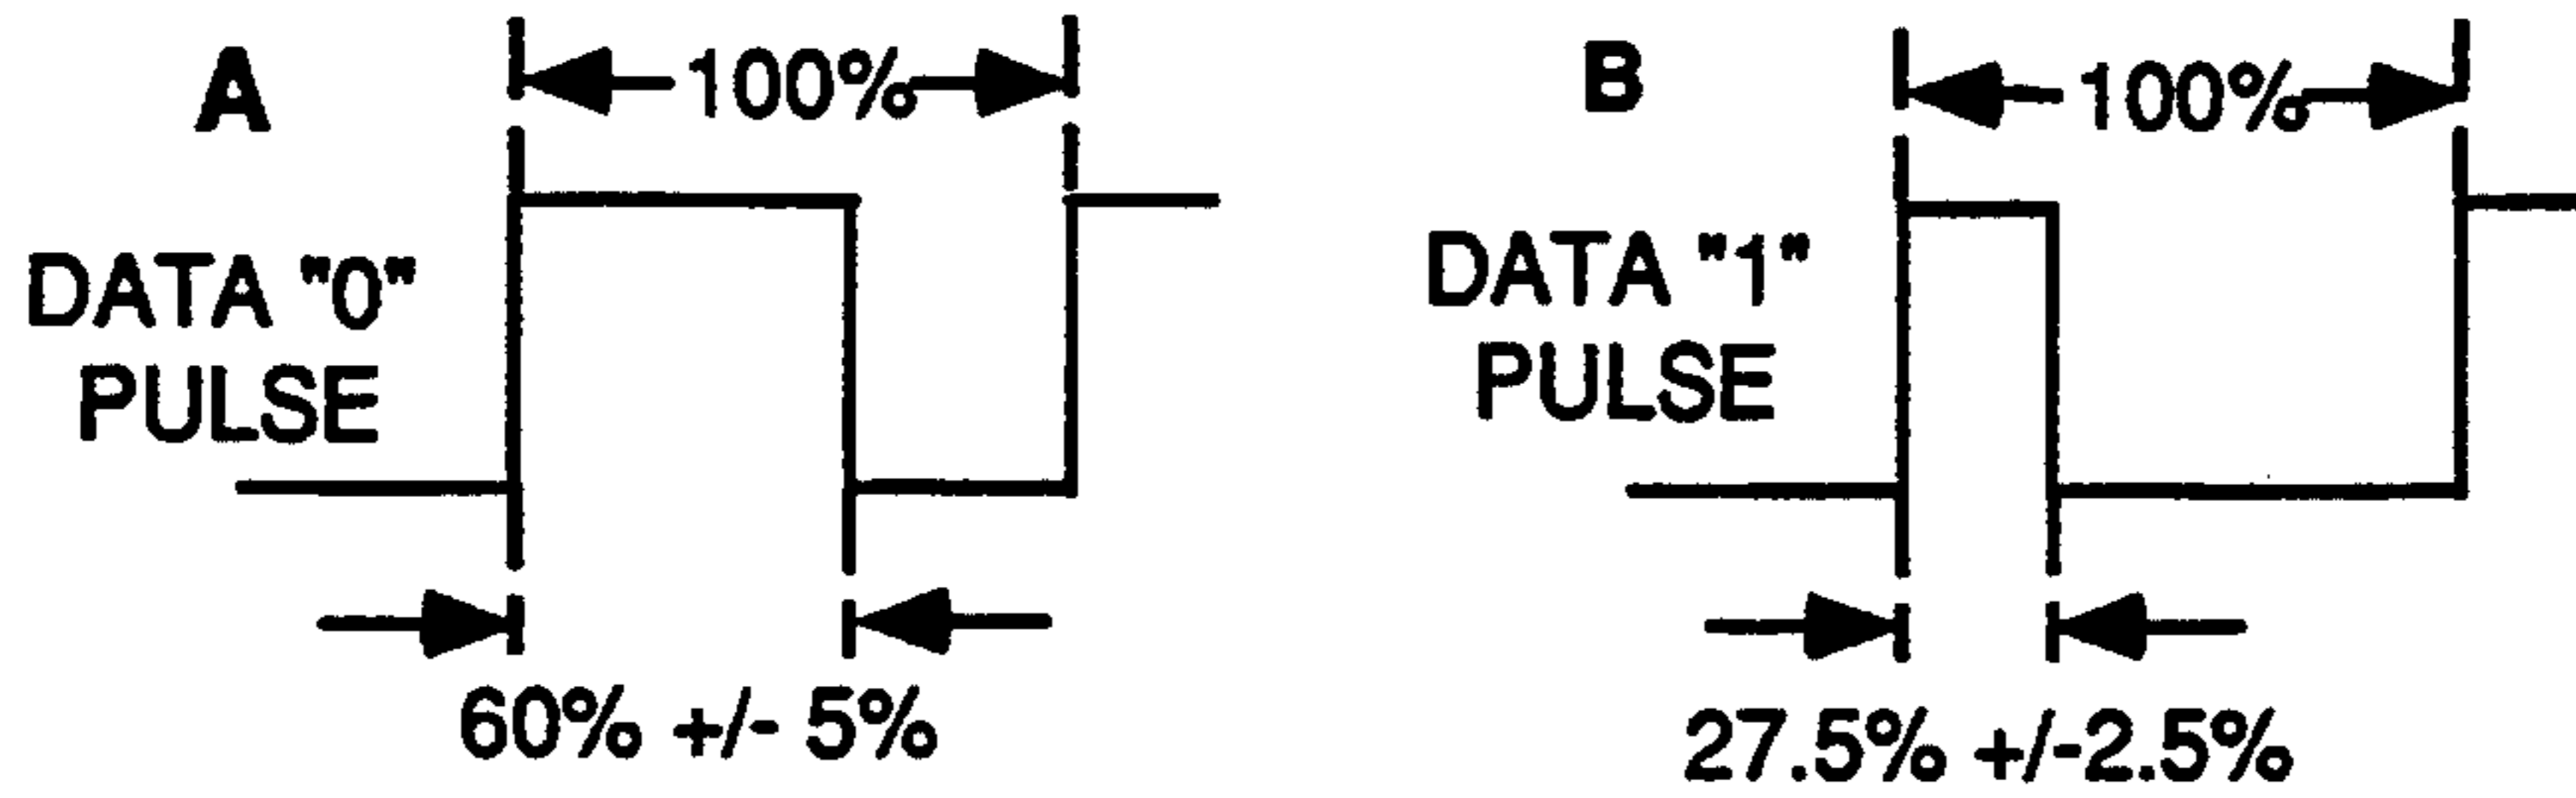 A
100%
DATA "0"
PULSE
60% +/- 5%
B
100%
DATA "1"
PULSE
27.5% +/-2.5%